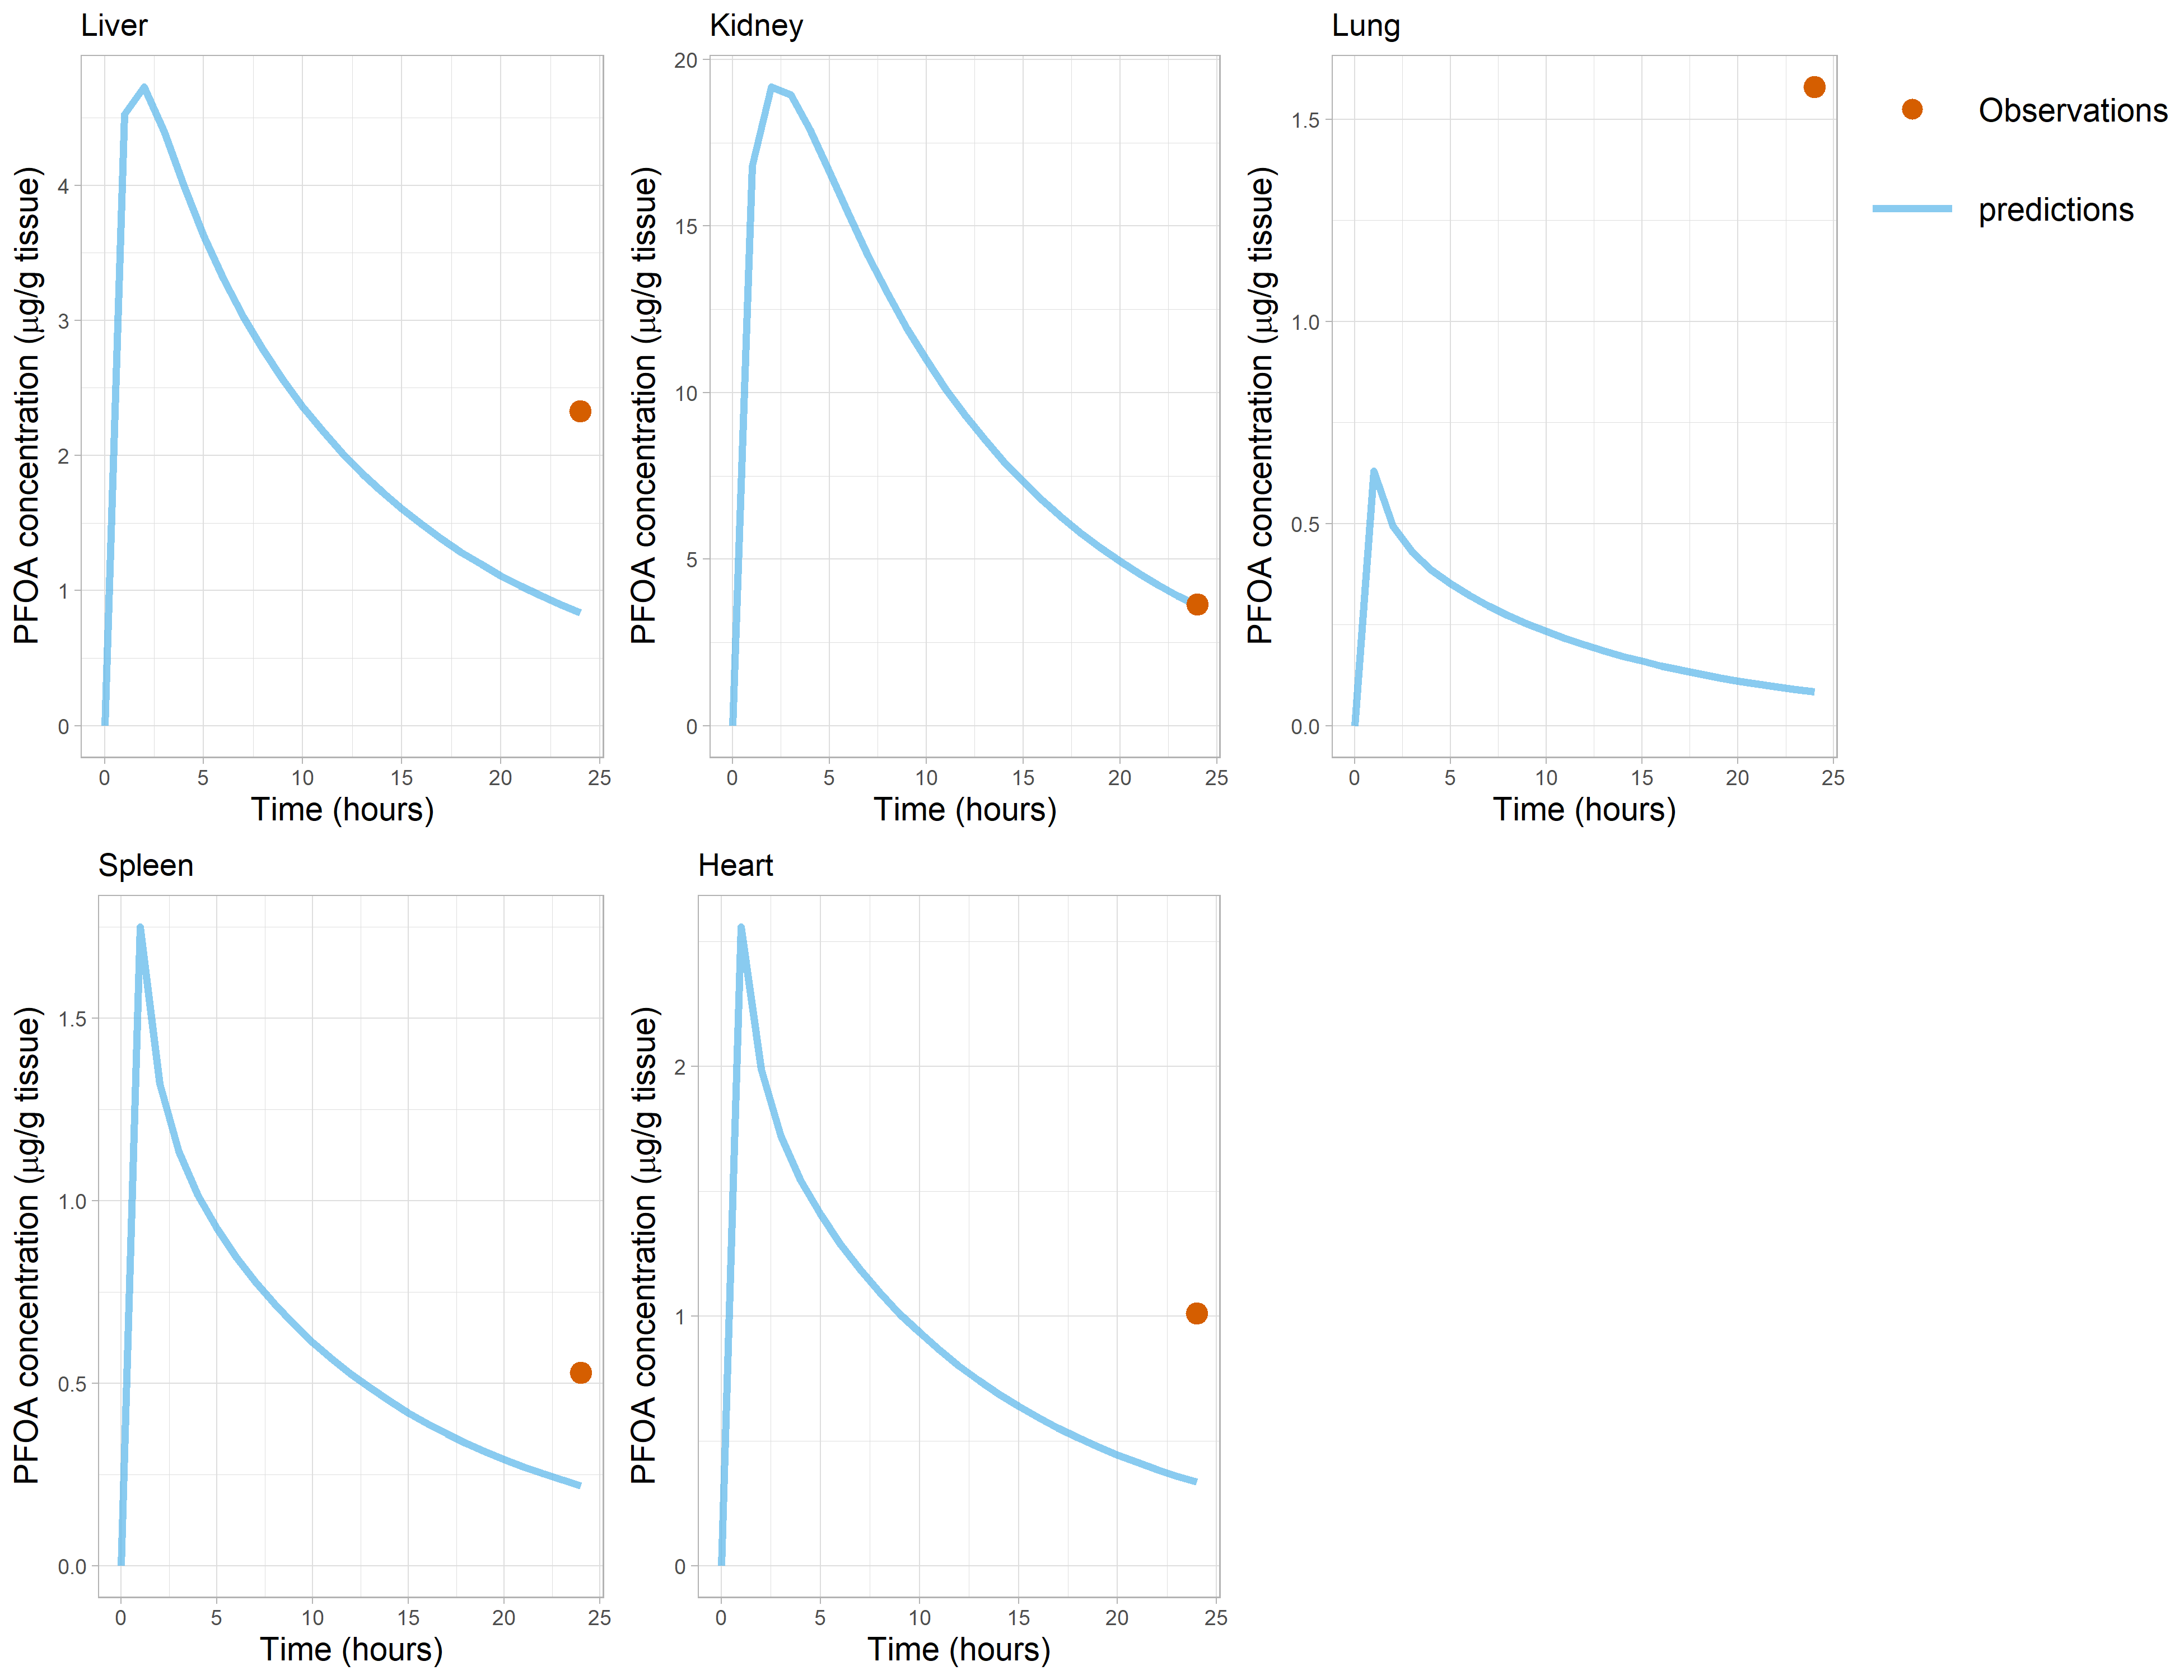 Liver
PFOA concentration (μg/g tissue)
4
3
2
1
0
0 5 10 15 20 25
Time (hours)
Kidney
PFOA concentration (μg/g tissue)
20
15
10
5
0
0 5 10 15 20 25
Time (hours)
Lung
PFOA concentration (μg/g tissue)
1.5
1.0
0.5
0.0
0 5 10 15 20 25
Time (hours)
Observations
predictions
Spleen
PFOA concentration (μg/g tissue)
1.5
1.0
0.5
0.0
0 5 10 15 20 25
Time (hours)
Heart
PFOA concentration (μg/g tissue)
2
1
0
0 5 10 15 20 25
Time (hours)